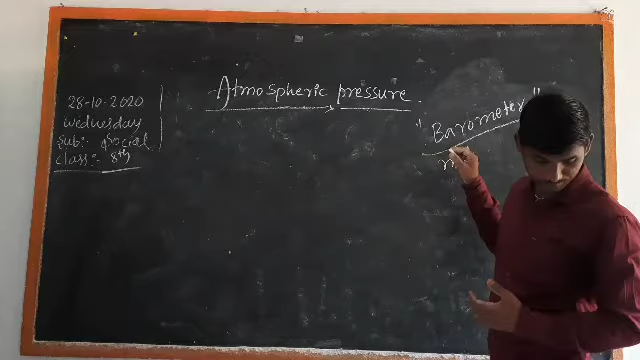 Atmospheric pressure.
28-10-2020
wednesday
sub:- social
class:- 8th
"Barometer"